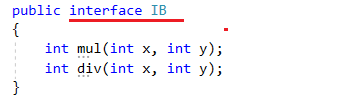 public interface IB
{
int mul(int x, int y);
int div(int x, int y);
}